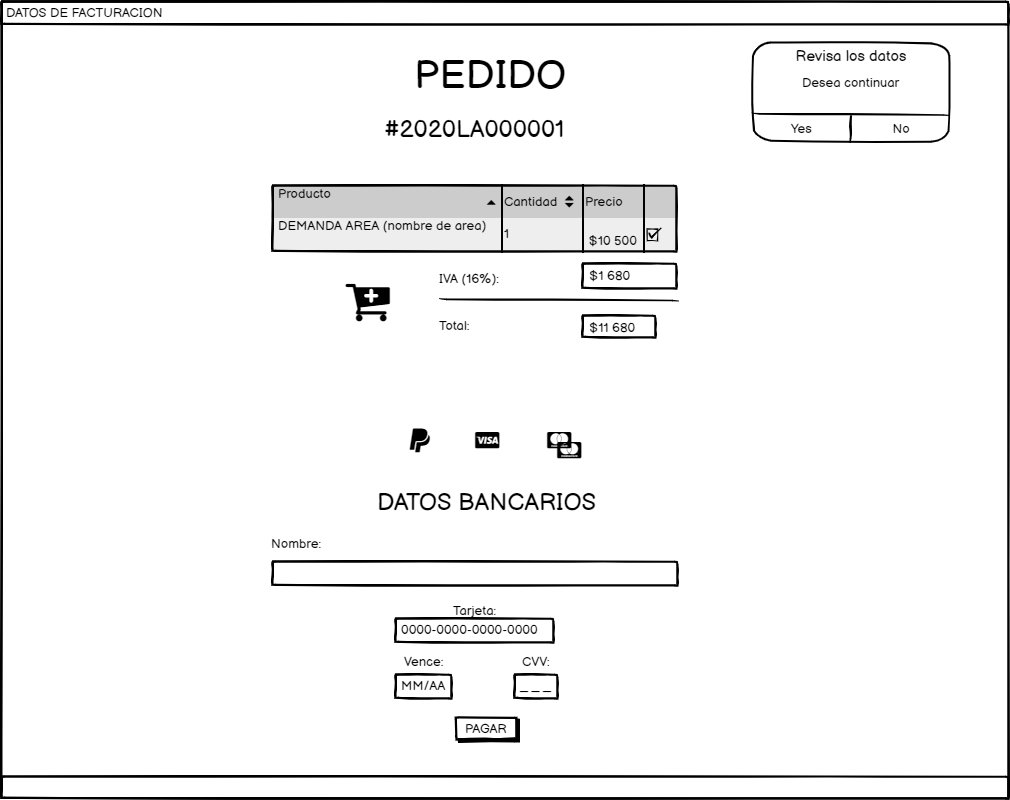 DATOS DE FACTURACION
PEDIDO
#2020LA000001
Revisa los datos
Desea continuar
Yes No
Producto Cantidad Precio
DEMANDA AREA (nombre de area) 1 $10 500
IVA (16%): $1 680
Total: $11 680
VISA
DATOS BANCARIOS
Nombre:
Tarjeta:
0000-0000-0000-0000
Vence: CVV:
MM/AA _ _ _
PAGAR